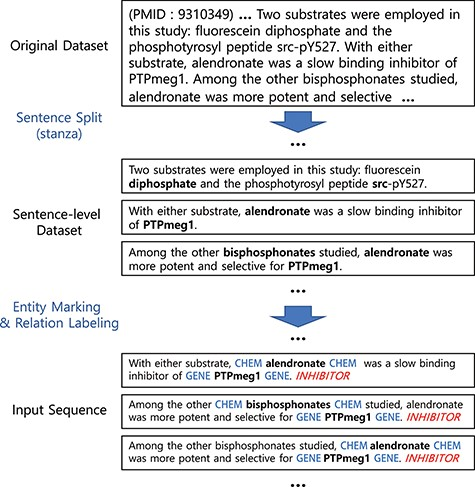 Original Dataset
(PMID : 9310349) ... Two substrates were employed in
this study: fluorescein diphosphate and the
phosphotyrosyl peptide src-pY527. With either
substrate, alendronate was a slow binding inhibitor of
PTPmeg1. Among the other bisphosphonates studied,
alendronate was more potent and selective ...
Sentence Split
(stanza)
...
Sentence-level
Dataset
Two substrates were employed in this study: fluorescein
diphosphate and the phosphotyrosyl peptide src-pY527.
With either substrate, alendronate was a slow binding inhibitor
of PTPmeg1.
Among the other bisphosphonates studied, alendronate was
more potent and selective for PTPmeg1.
...
Entity Marking
& Relation Labeling
...
Input Sequence
With either substrate, CHEM alendronate CHEM was a slow binding
inhibitor of GENE PTPmeg1 GENE. INHIBITOR
Among the other CHEM bisphosphonates CHEM studied, alendronate
was more potent and selective for GENE PTPmeg1 GENE. INHIBITOR
Among the other bisphosphonates studied, CHEM alendronate CHEM
was more potent and selective for GENE PTPmeg1 GENE. INHIBITOR
...